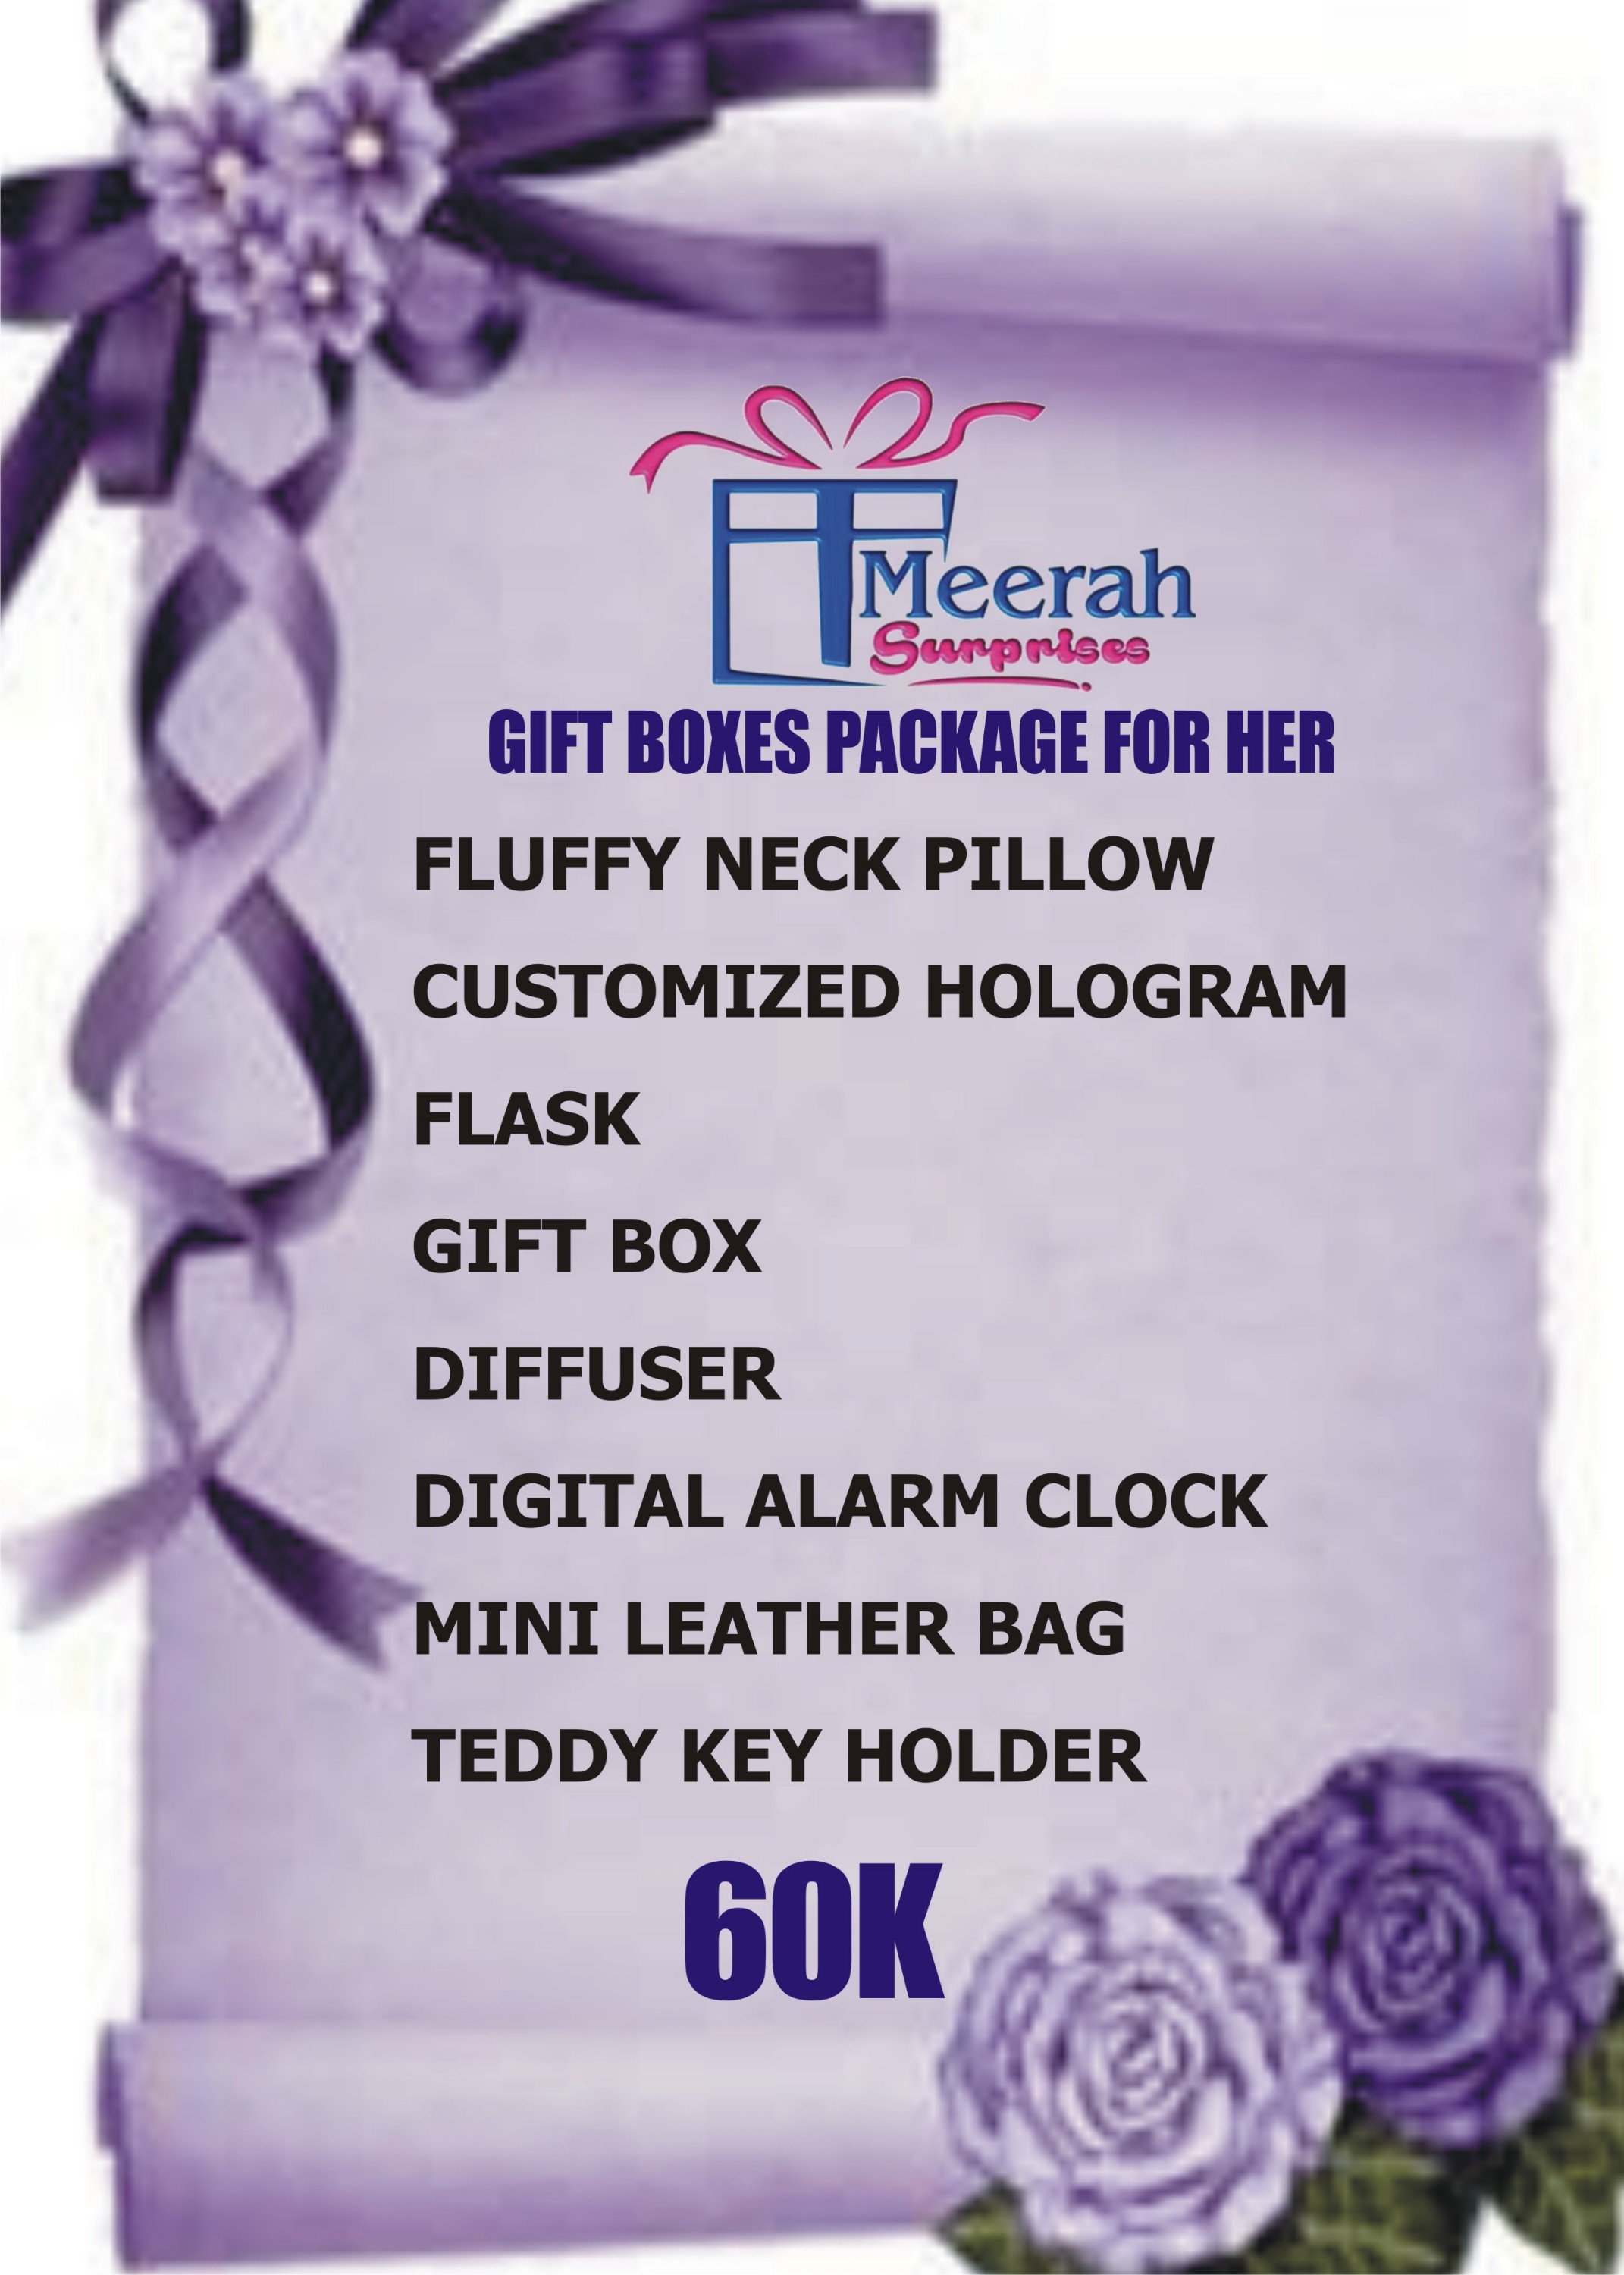 Meerah
Surprises
GIFT BOXES PACKAGE FOR HER
FLUFFY NECK PILLOW
CUSTOMIZED HOLOGRAM
FLASK
GIFT BOX
DIFFUSER
DIGITAL ALARM CLOCK
MINI LEATHER BAG
TEDDY KEY HOLDER
60K